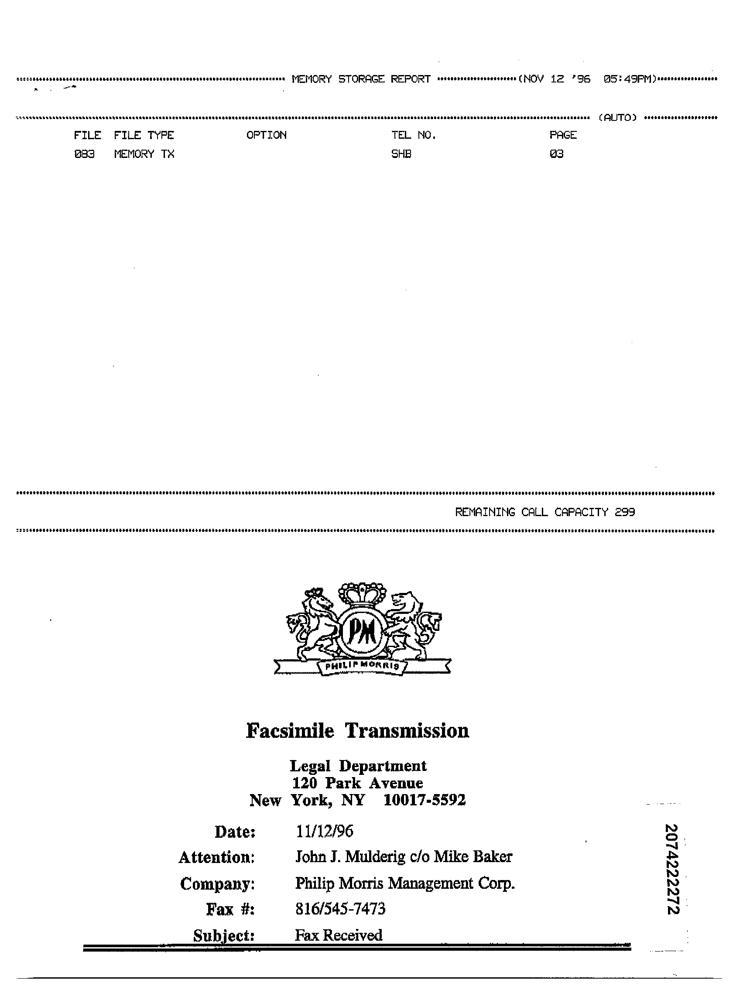 MEMORY STORAGE REPORT (NOV 12 '96 05:49PM)
(AUTO)
FILE FILE TYPE OPTION TEL NO. PAGE
083 MEMORY TX SHB 03
REMAINING CALL CAPACITY 299
PM
PHILIP MORRIS
Facsimile Transmission
Legal Department
120 Park Avenue
New York, NY 10017-5592
Date: 11/12/96
Attention: John J. Mulderig c/o Mike Baker
Company: Philip Morris Management Corp.
Fax #: 816/545-7473
Subject: Fax Received
2074222272